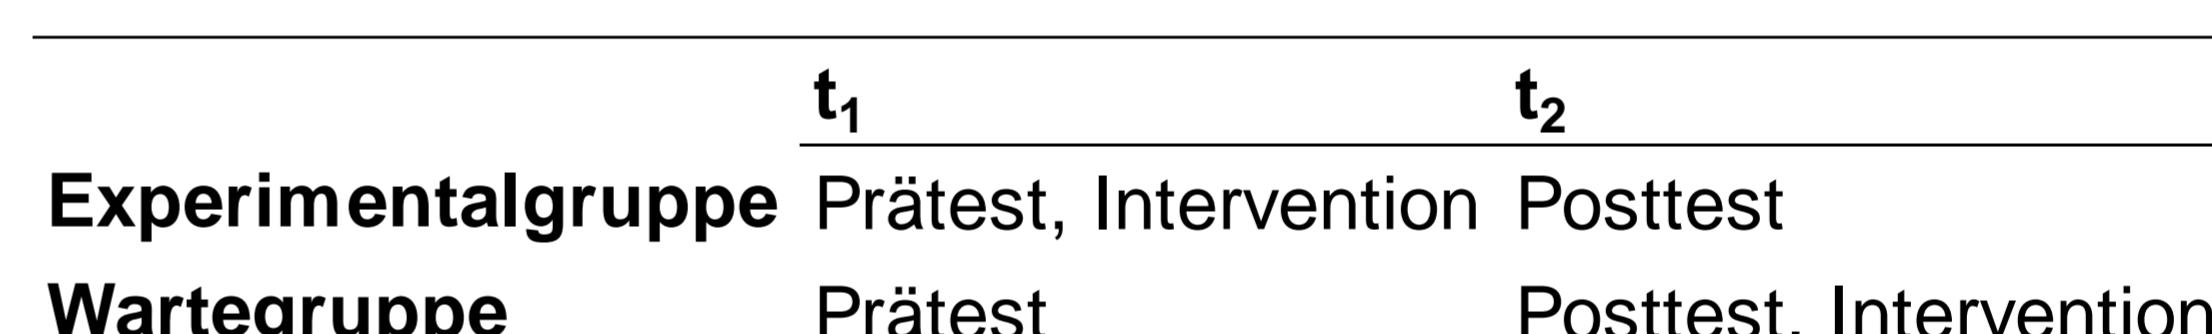 t₁ t₂
Experimentalgruppe Prätest, Intervention Posttest
Wartegruppe Prätest Posttest, Intervention